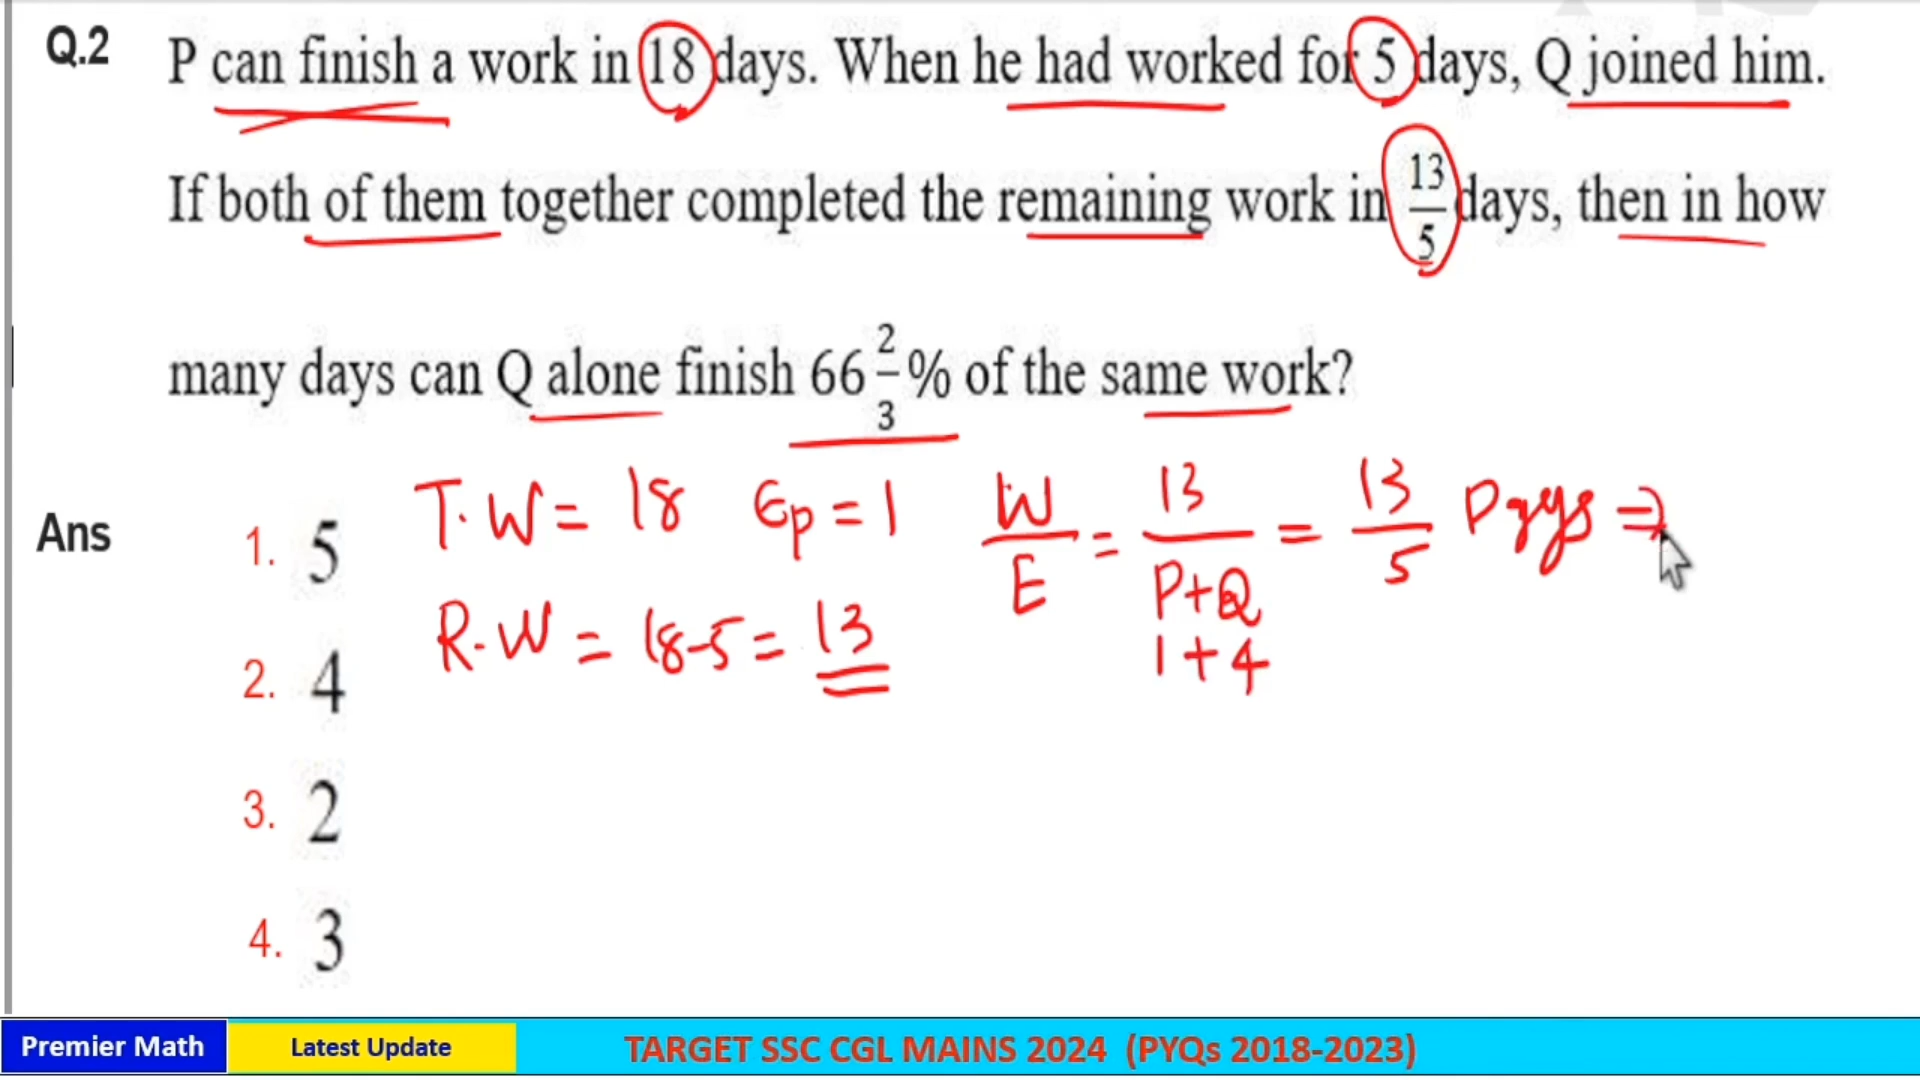 Q.2 P can finish a work in 18 days. When he had worked for 5 days, Q joined him.
If both of them together completed the remaining work in 13/5 days, then in how
many days can Q alone finish 66 2/3 % of the same work?
Ans
1. 5
2. 4
3. 2
4. 3
T.W = 18 Ep = 1
R.W = 18-5 = 13
W/E = 13/P+Q = 13/5 Days ⇒
1+4
Premier Math
Latest Update
TARGET SSC CGL MAINS 2024 (PYQs 2018-2023)